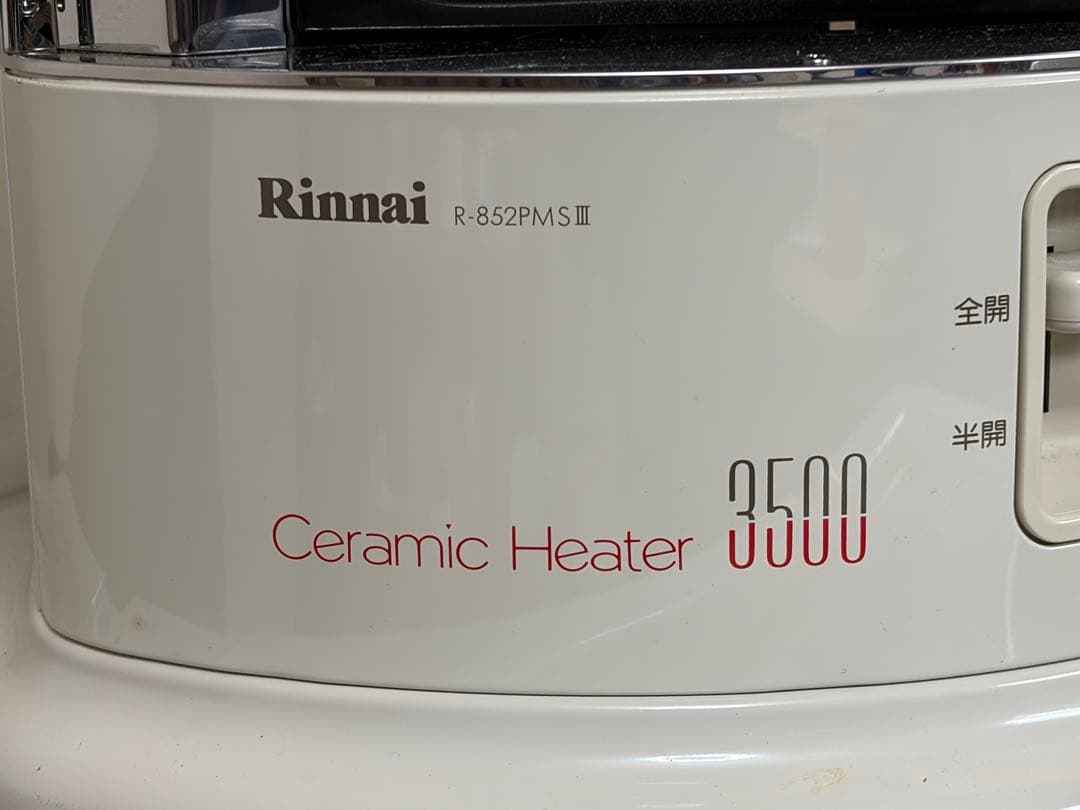 Rinnai R-852PMSⅢ
全開
半開
Ceramic Heater 3500